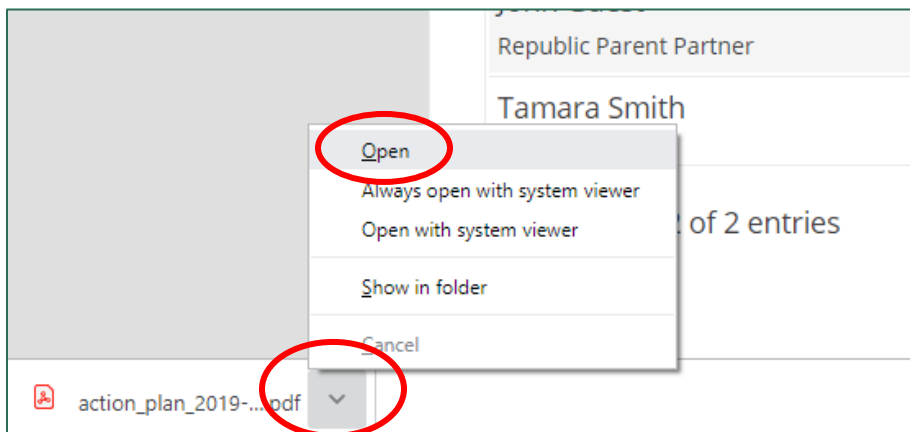 Republic Parent Partner
Tamara Smith
Open
Always open with system viewer
Open with system viewer
of 2 entries
Show in folder
Cancel
action_plan_2019-....pdf